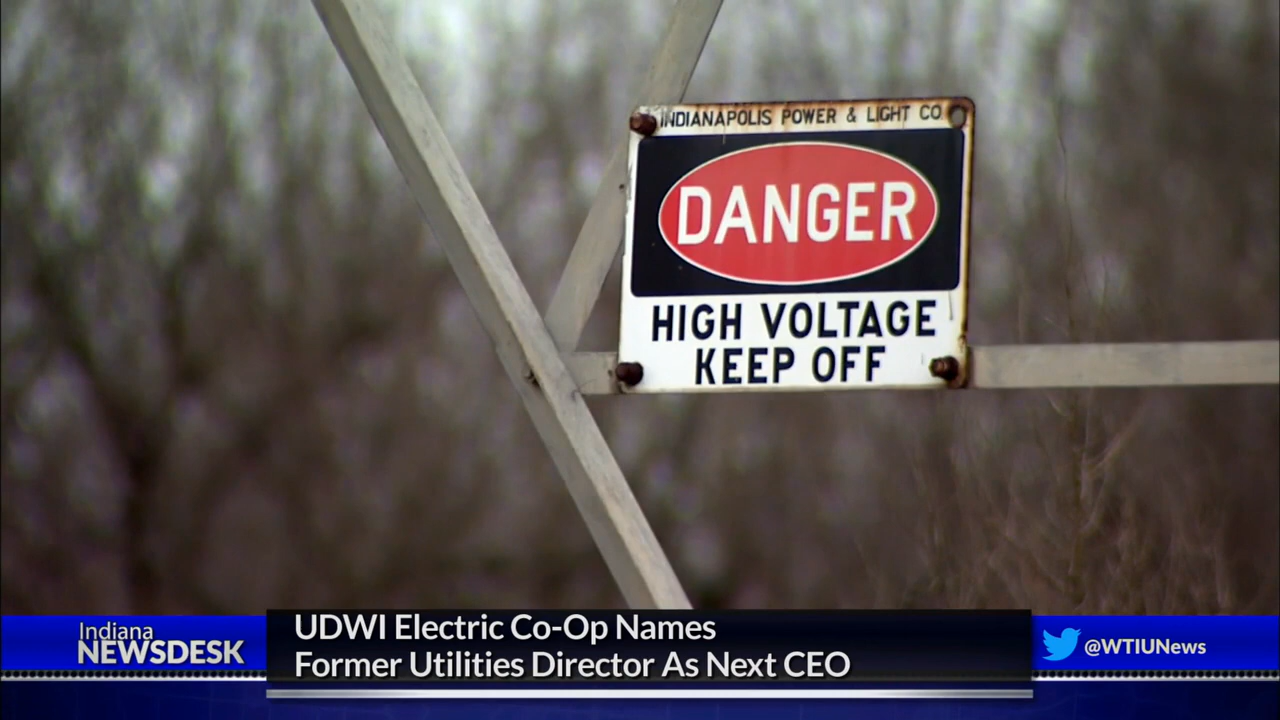 INDIANAPOLIS POWER & LIGHT CO
DANGER
HIGH VOLTAGE
KEEP OFF
Indiana
NEWSDESK
UDWI Electric Co-Op Names
Former Utilities Director As Next CEO
@WTIUNews